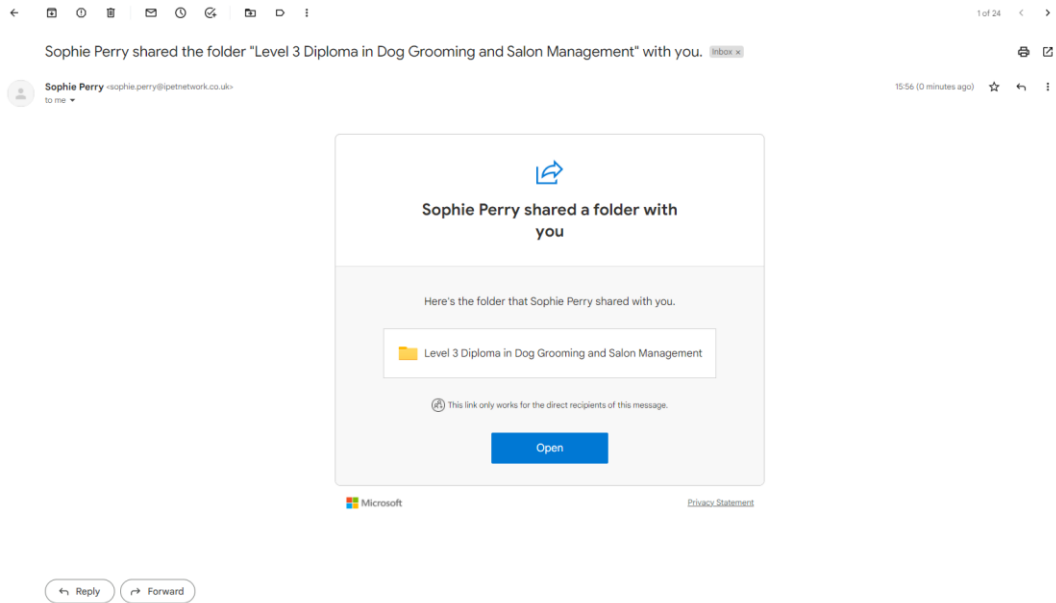 1 of 24
Sophie Perry shared the folder "Level 3 Diploma in Dog Grooming and Salon Management" with you. Inbox ×
Sophie Perry <sophie.perry@ipetnetwork.co.uk>
15:56 (0 minutes ago)
to me
Sophie Perry shared a folder with
you
Here's the folder that Sophie Perry shared with you.
Level 3 Diploma in Dog Grooming and Salon Management
This link only works for the direct recipients of this message.
Open
Microsoft
Privacy Statement
Reply
Forward